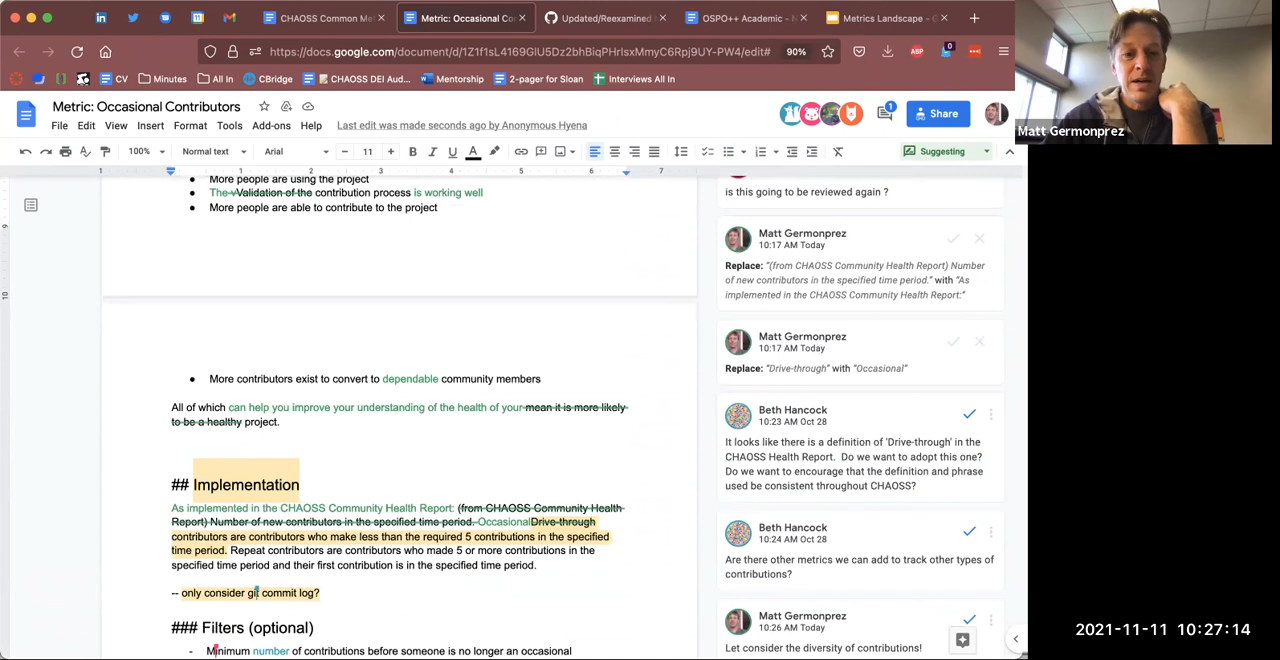 CHAOSS Common Me
Metric: Occasional Co
Updated/Reexamined
OSPO++ Academic - N
Metrics Landscape - G
https://docs.google.com/document/d/1Z1f1sL4169GlU5Dz2bhBiqPHrIsxMmyC6Rpj9UY-PW4/edit#
90%
ABP
0
CV
Minutes
All In
CBridge
CHAOSS DEI Aud...
Mentorship
2-pager for Sloan
Interviews All In
Metric: Occasional Contributors
File Edit View Insert Format Tools Add-ons Help
Last edit was made seconds ago by Anonymous Hyena
1
Share
100%
Normal text
Arial
11
Suggesting
1 1 2 3 4 5 6 7
9
10
More people are using the project
The vValidation of the contribution process is working well
More people are able to contribute to the project
More contributors exist to convert to dependable community members
All of which can help you improve your understanding of the health of your mean it is more likely
to be a healthy project.
## Implementation
As implemented in the CHAOSS Community Health Report: (from CHAOSS Community Health
Report) Number of new contributors in the specified time period. OccasionalDrive-through
contributors are contributors who make less than the required 5 contributions in the specified
time period. Repeat contributors are contributors who made 5 or more contributions in the
specified time period and their first contribution is in the specified time period.
-- only consider git commit log?
### Filters (optional)
- Minimum number of contributions before someone is no longer an occasional
is this going to be reviewed again ?
Matt Germonprez
10:17 AM Today
Replace: "(from CHAOSS Community Health Report) Number
of new contributors in the specified time period." with "As
implemented in the CHAOSS Community Health Report:"
Matt Germonprez
10:17 AM Today
Replace: "Drive-through" with "Occasional"
Beth Hancock
10:23 AM Oct 28
It looks like there is a definition of 'Drive-through' in the
CHAOSS Health Report. Do we want to adopt this one?
Do we want to encourage that the definition and phrase
used be consistent throughout CHAOSS?
Beth Hancock
10:24 AM Oct 28
Are there other metrics we can add to track other types of
contributions?
Matt Germonprez
10:26 AM Today
Let consider the diversity of contributions!
Matt Germonprez
2021-11-11 10:27:14